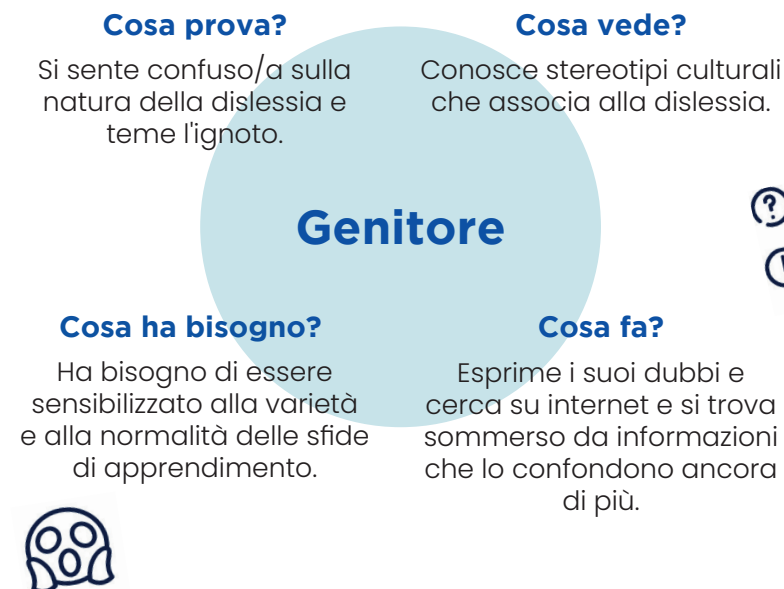 Cosa prova?
Si sente confuso/a sulla
natura della dislessia e
teme l'ignoto.
Cosa vede?
Conosce stereotipi culturali
che associa alla dislessia.
Genitore
Cosa ha bisogno?
Ha bisogno di essere
sensibilizzato alla varietà
e alla normalità delle sfide
di apprendimento.
Cosa fa?
Esprime i suoi dubbi e
cerca su internet e si trova
sommerso da informazioni
che lo confondono ancora
di più.